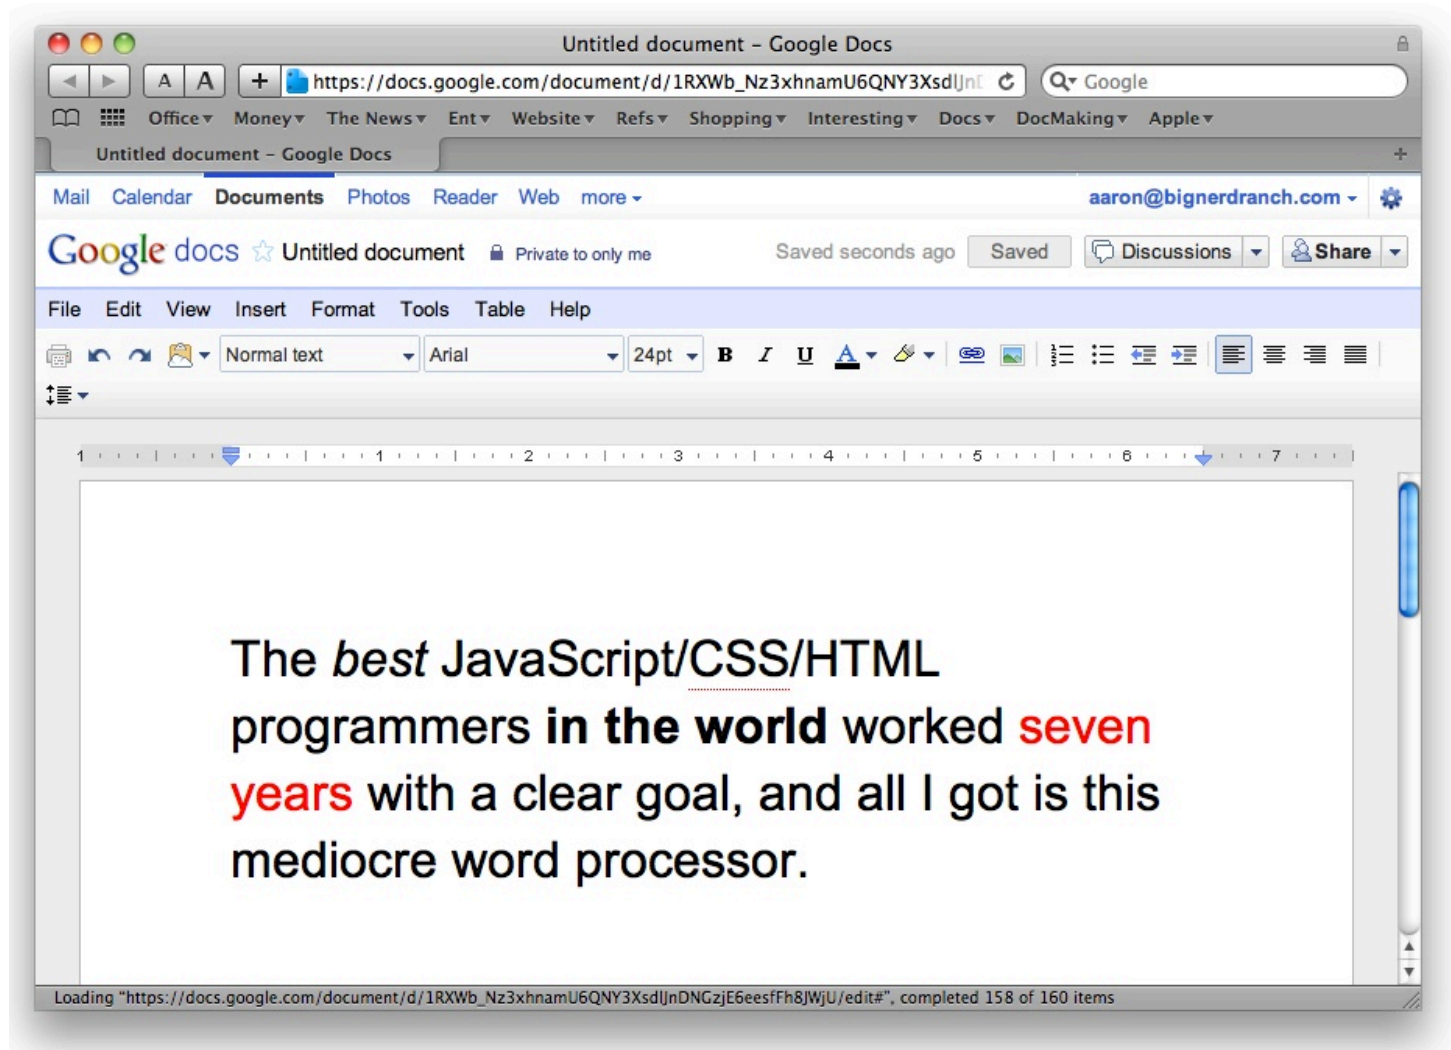 Untitled document – Google Docs
A A + https://docs.google.com/document/d/1RXWb_Nz3xhnamU6QNY3XsdlJnD Google
Office Money The News Ent Website Refs Shopping Interesting Docs DocMaking Apple
Untitled document – Google Docs +
Mail Calendar Documents Photos Reader Web more aaron@bignerdranch.com
Google docs Untitled document Private to only me Saved seconds ago Saved Discussions Share
File Edit View Insert Format Tools Table Help
Normal text Arial 24pt B I U A
1 1 2 3 4 5 6 7
The best JavaScript/CSS/HTML
programmers in the world worked seven
years with a clear goal, and all I got is this
mediocre word processor.
Loading "https://docs.google.com/document/d/1RXWb_Nz3xhnamU6QNY3XsdlJnDNGzjE6eesfFh8JWjU/edit#", completed 158 of 160 items